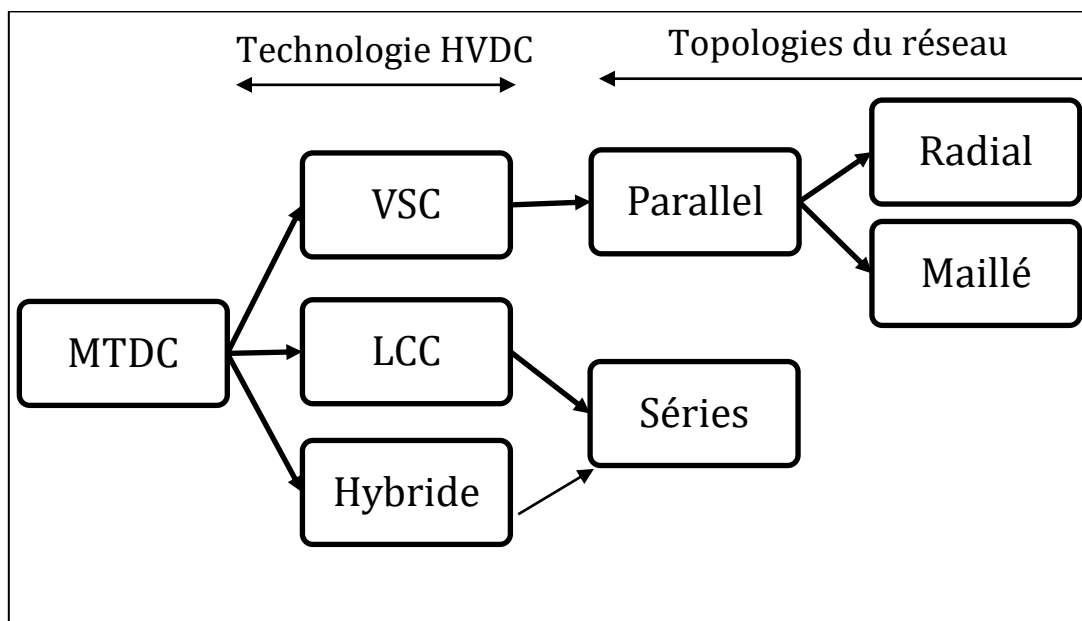 Technologie HVDC
Topologies du réseau
MTDC
VSC
LCC
Hybride
Parallel
Séries
Radial
Maillé